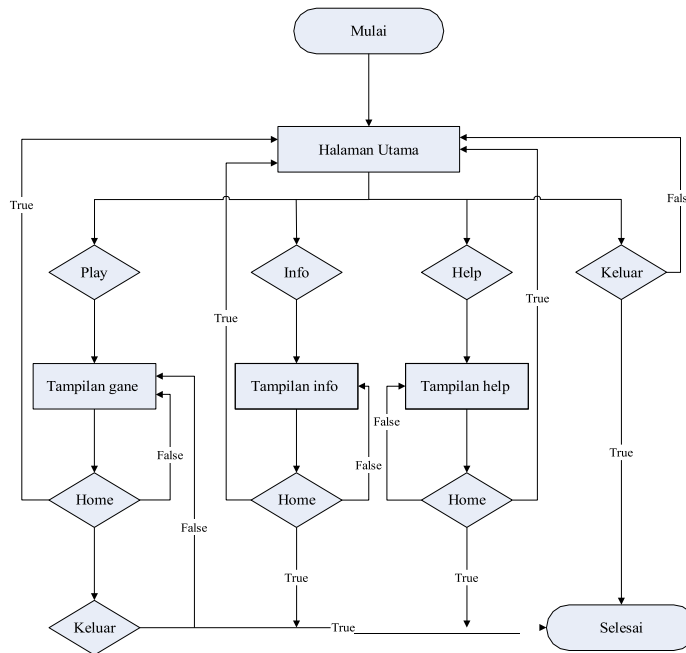 Mulai
Halaman Utama
True
Fals
Play
Info
Help
Keluar
True
True
Tampilan gane
Tampilan info
Tampilan help
False
False
False
True
Home
Home
Home
False
True
True
Keluar
True
Selesai